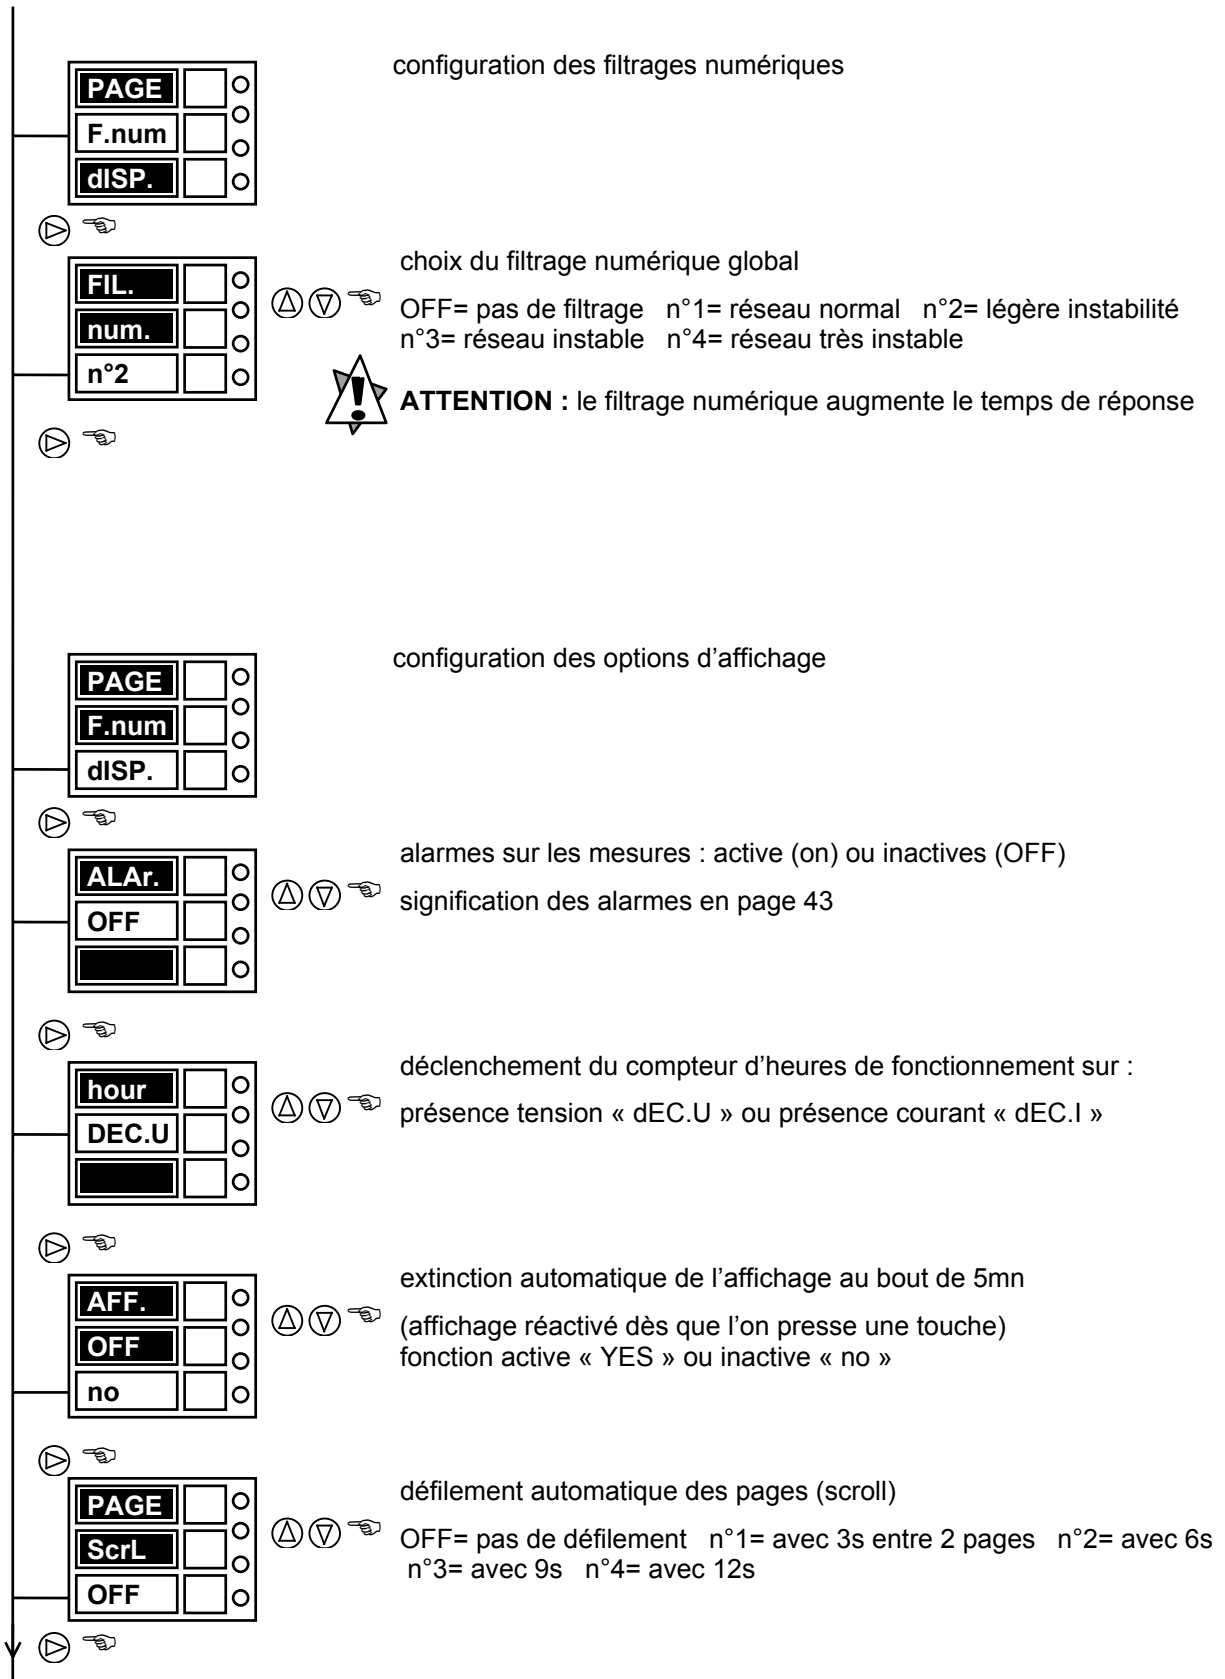 configuration des filtrages numériques
PAGE
F.num
dISP.
choix du filtrage numérique global
FIL.
num.
n°2
OFF= pas de filtrage n°1= réseau normal n°2= légère instabilité
n°3= réseau instable n°4= réseau très instable
ATTENTION : le filtrage numérique augmente le temps de réponse
configuration des options d’affichage
PAGE
F.num
dISP.
alarmes sur les mesures : active (on) ou inactives (OFF)
ALAr.
OFF
signification des alarmes en page 43
déclenchement du compteur d’heures de fonctionnement sur :
hour
DEC.U
présence tension « dEC.U » ou présence courant « dEC.I »
extinction automatique de l’affichage au bout de 5mn
AFF.
OFF
no
(affichage réactivé dès que l’on presse une touche)
fonction active « YES » ou inactive « no »
défilement automatique des pages (scroll)
PAGE
ScrL
OFF
OFF= pas de défilement n°1= avec 3s entre 2 pages n°2= avec 6s
n°3= avec 9s n°4= avec 12s